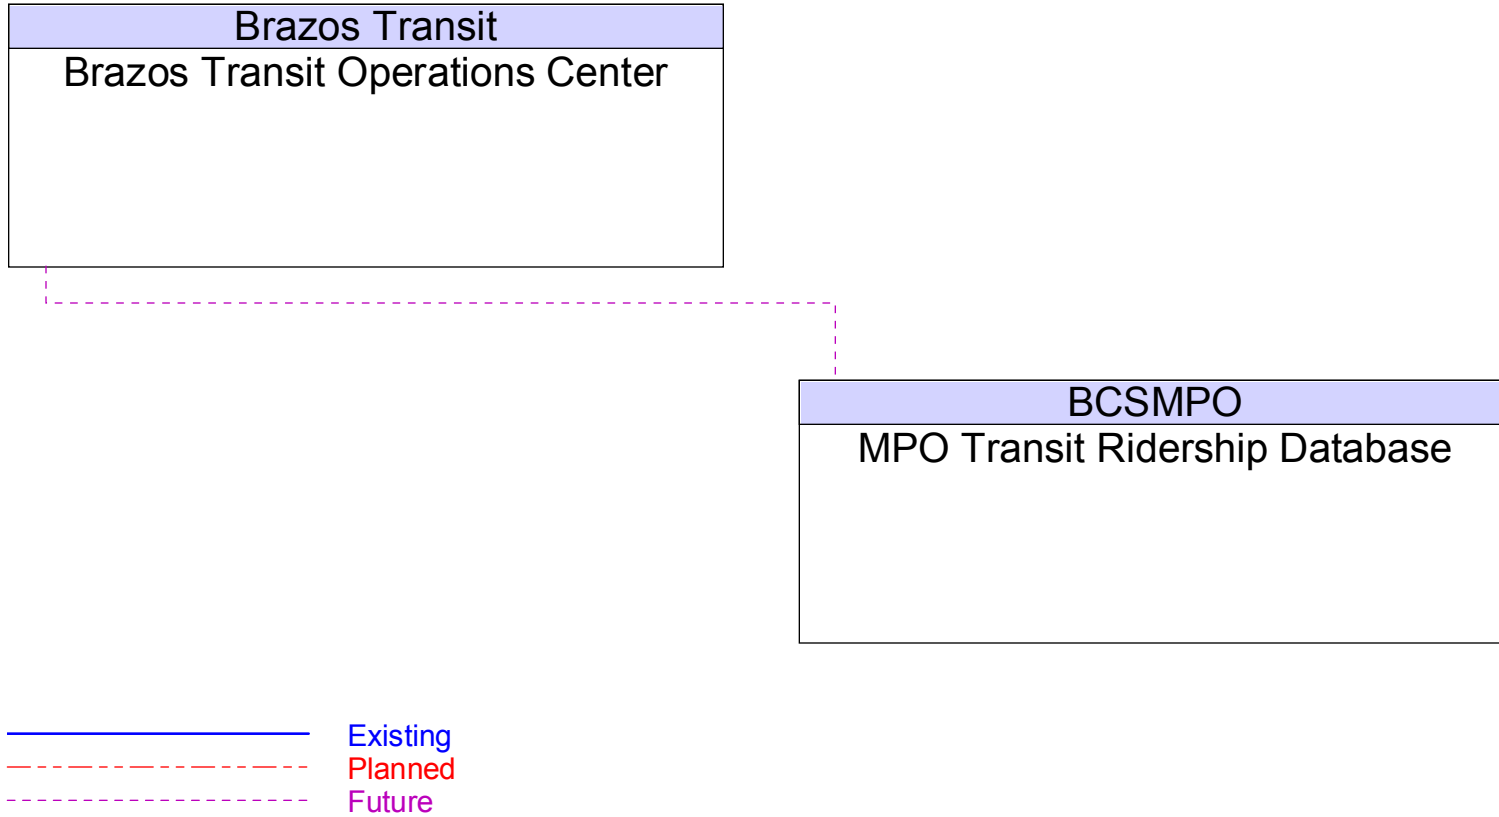 Brazos Transit
Brazos Transit Operations Center
BCSMPO
MPO Transit Ridership Database
Existing
Planned
Future